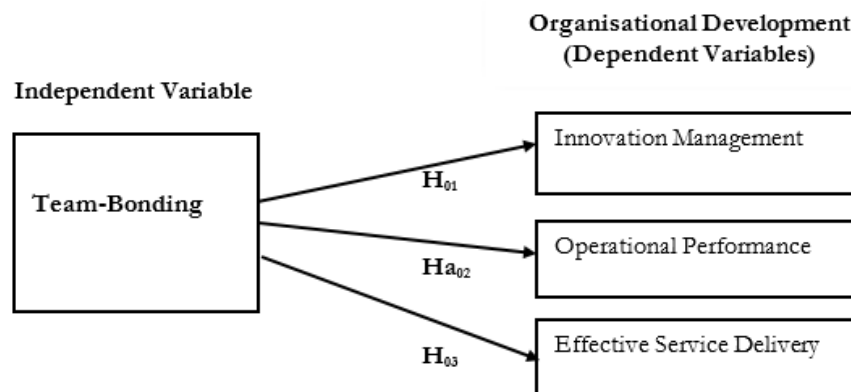 Organisational Development
(Dependent Variables)
Independent Variable
Team-Bonding
Innovation Management
H₀₁
Operational Performance
Ha₀₂
Effective Service Delivery
H₀₃